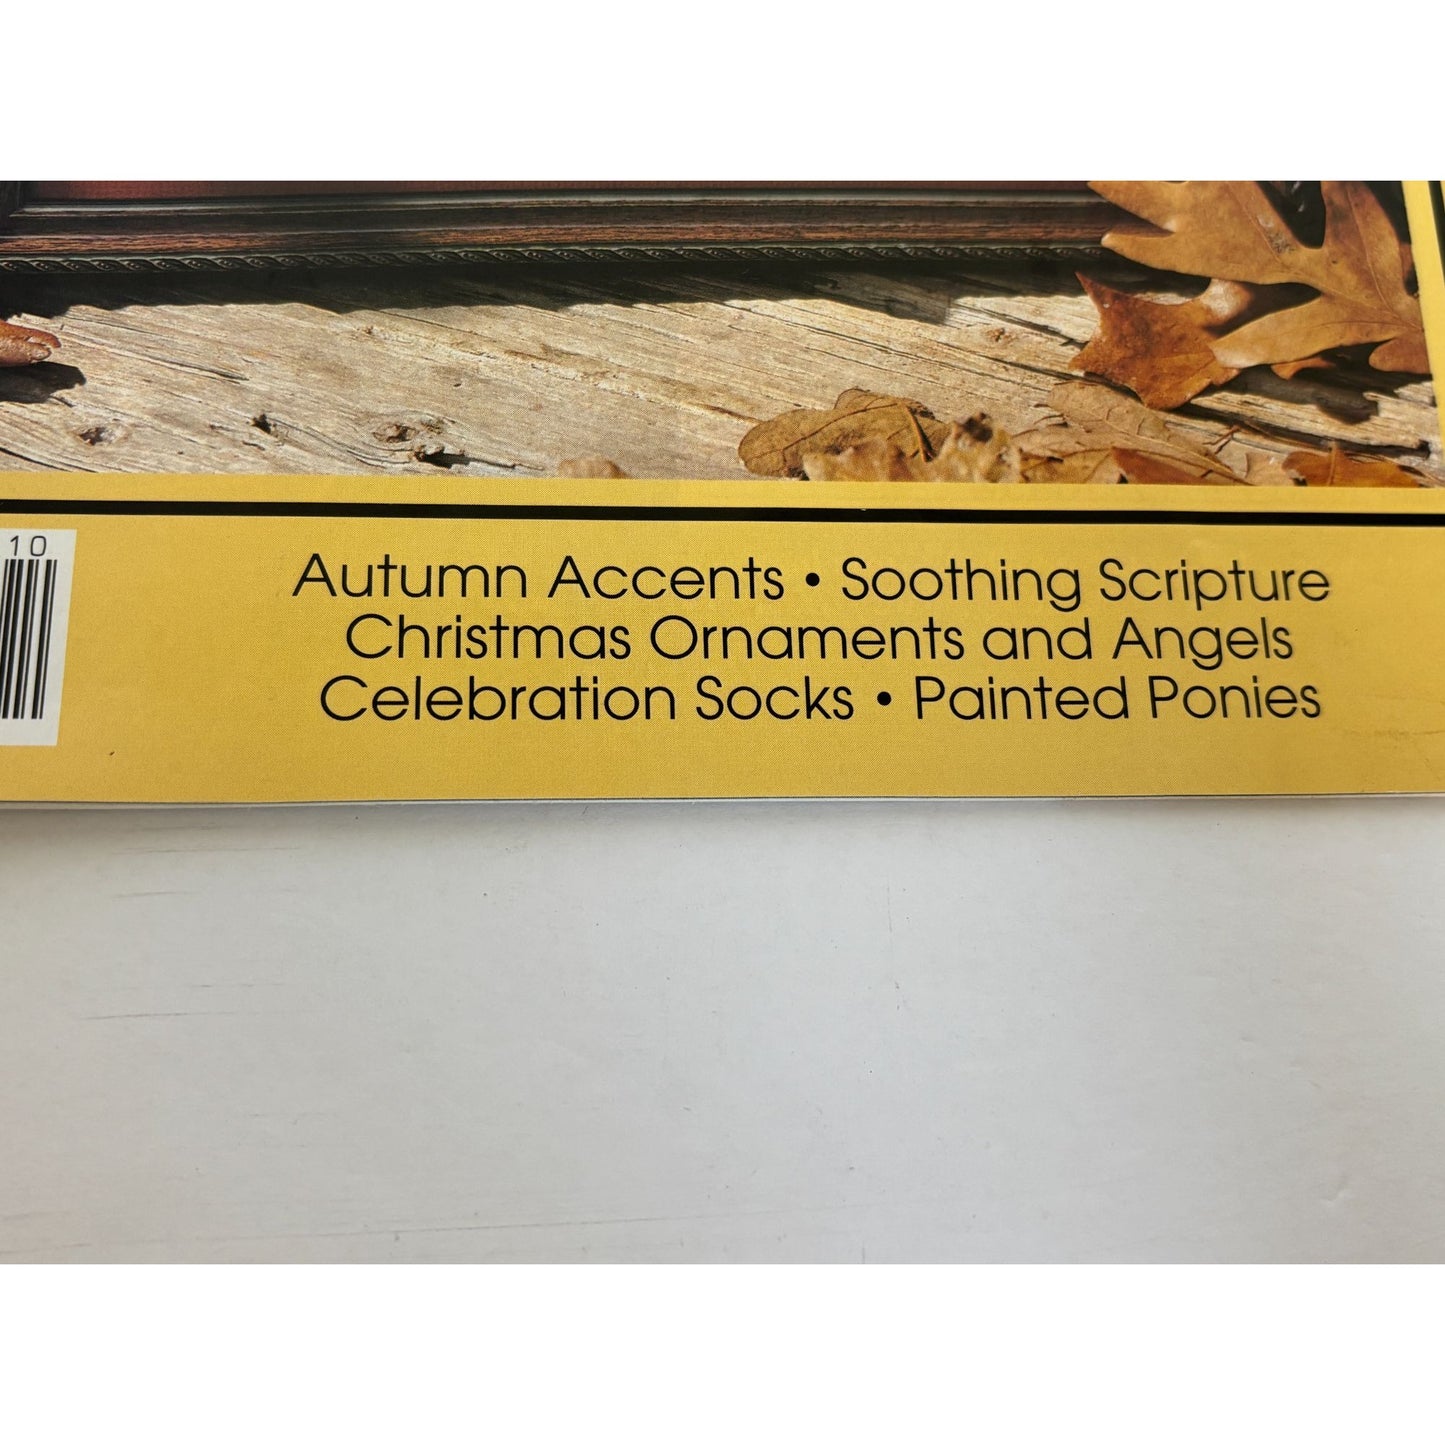 10
Autumn Accents • Soothing Scripture
Christmas Ornaments and Angels
Celebration Socks • Painted Ponies